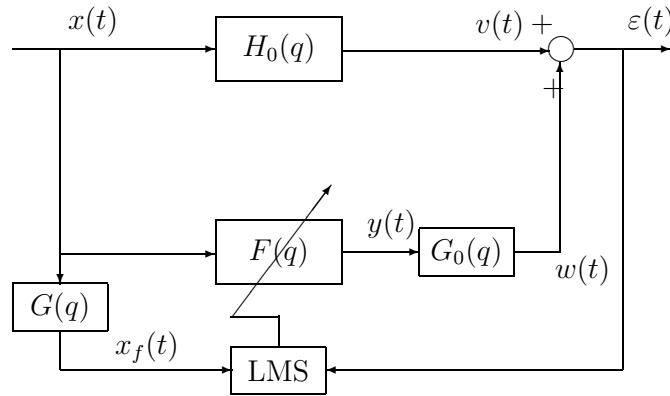 x(t)
H₀(q)
v(t) +
ε(t)
+
F(q)
y(t)
G₀(q)
w(t)
G(q)
x_f(t)
LMS